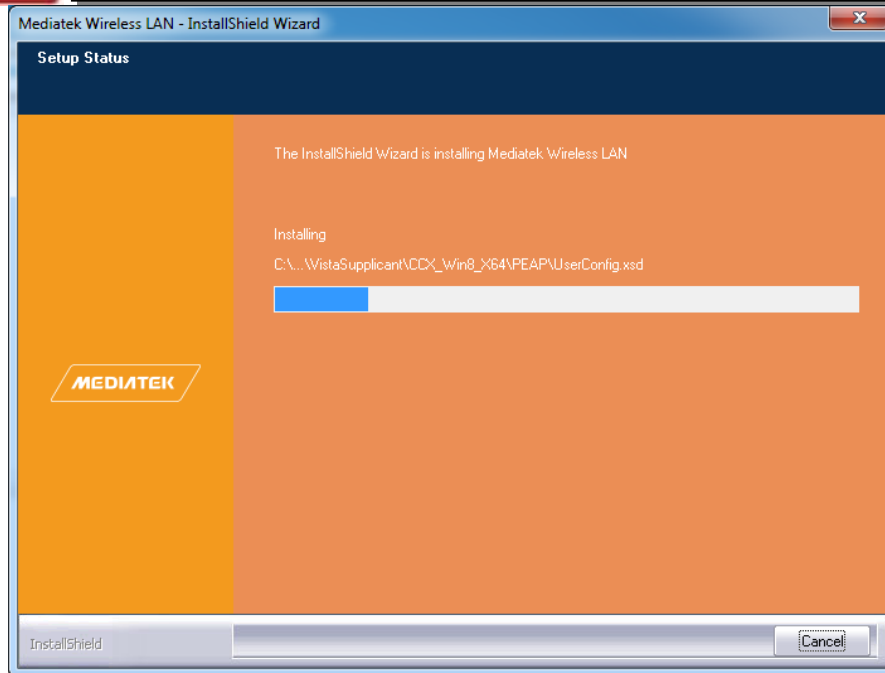 Mediatek Wireless LAN - InstallShield Wizard
Setup Status
The InstallShield Wizard is installing Mediatek Wireless LAN
Installing
C:\...\VistaSupplicant\CCX_Win8_X64\PEAP\UserConfig.xsd
MEDIATEK
InstallShield
Cancel